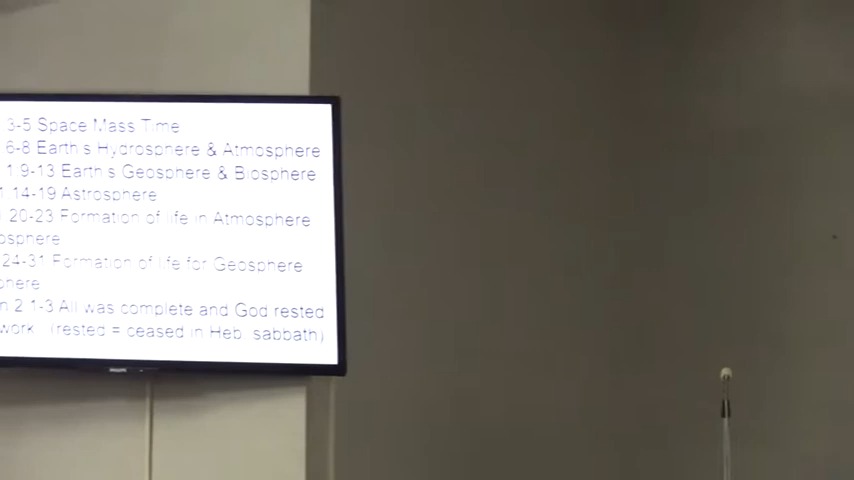 3-5 Space Mass Time
6-8 Earth's Hydrosphere & Atmosphere
1.9-13 Earth's Geosphere & Biosphere
1 14-19 Astrosphere
20-23 Formation of life in Atmosphere
osphere
24-31 Formation of life for Geosphere
phere
n 2 1-3 All was complete and God rested
work (rested = ceased in Heb sabbath)
PHILIPS